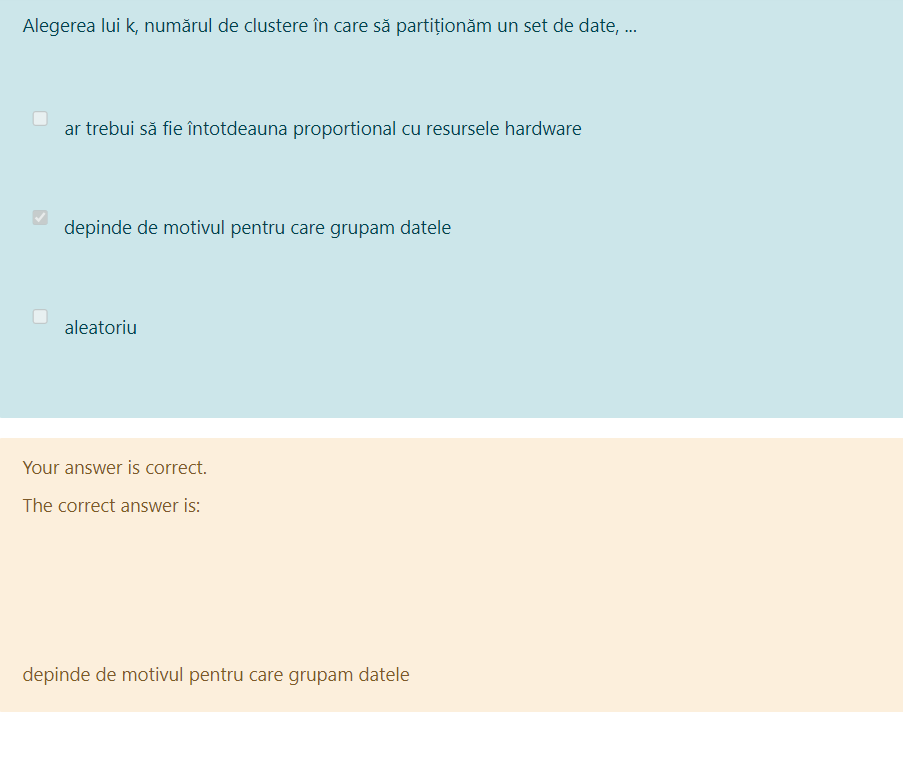 Alegerea lui k, numărul de clustere în care să partiționăm un set de date, ...
ar trebui să fie întotdeauna proportional cu resursele hardware
depinde de motivul pentru care grupam datele
aleatoriu
Your answer is correct.
The correct answer is:
depinde de motivul pentru care grupam datele